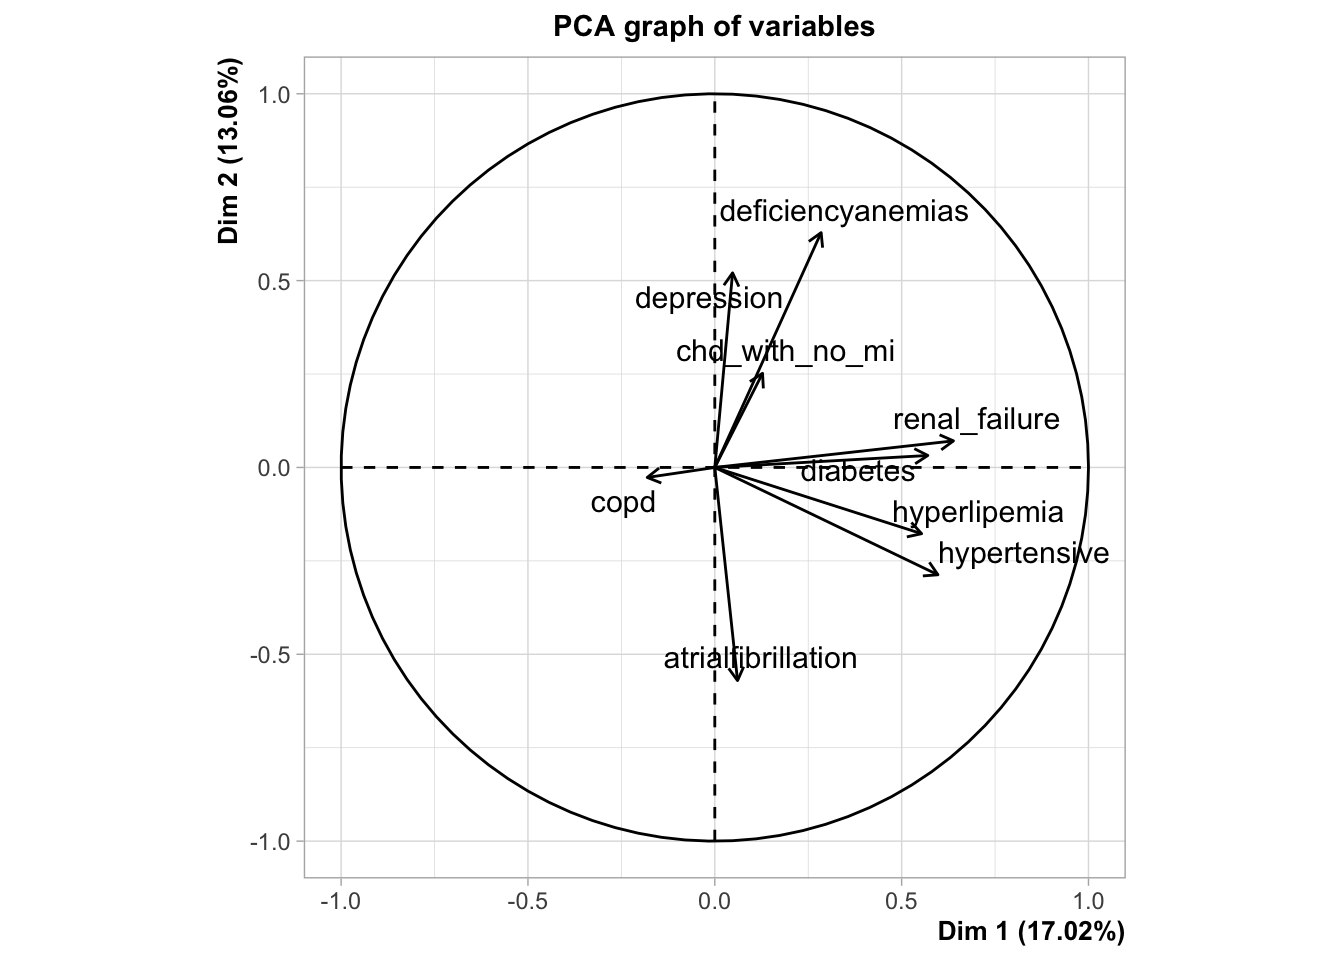 PCA graph of variables
Dim 2 (13.06%)
1.0
0.5
0.0
-0.5
-1.0
deficiencyanemias
depression
chd_with_no_mi
renal_failure
diabetes
copd
hyperlipemia
hypertensive
atrialfibrillation
-1.0 -0.5 0.0 0.5 1.0
Dim 1 (17.02%)